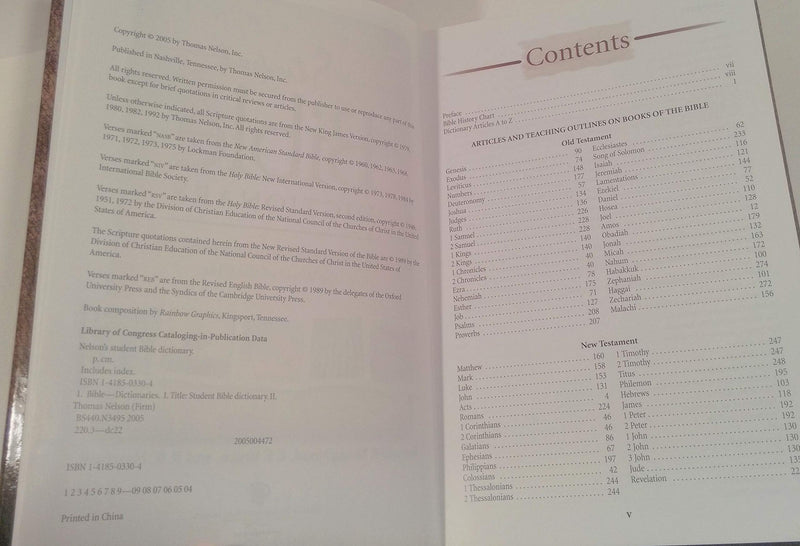 Copyright © 2005 by Thomas Nelson, Inc.
Published in Nashville, Tennessee, by Thomas Nelson, Inc.
All rights reserved. Written permission must be secured from the publisher to use or reproduce any part of this
book except for brief quotations in critical reviews or articles.
Unless otherwise indicated, all Scripture quotations are from the New King James Version, copyright © 1979,
1980, 1982, 1992 by Thomas Nelson, Inc. All rights reserved.
Verses marked "NASB" are taken from the New American Standard Bible, copyright © 1960, 1962, 1963, 1968,
1971, 1972, 1973, 1975 by Lockman Foundation.
Verses marked "NIV" are taken from the Holy Bible: New International Version, copyright © 1973, 1978, 1984 by
International Bible Society.
Verses marked "RSV" are taken from the Holy Bible: Revised Standard Version, second edition, copyright © 1946,
1951, 1972 by the Division of Christian Education of the National Council of the Churches of Christ in the United
States of America.
The Scripture quotations contained herein from the New Revised Standard Version of the Bible are © 1989 by the
Division of Christian Education of the National Council of the Churches of Christ in the United States of
America.
Verses marked "REB" are from the Revised English Bible, copyright © 1989 by the delegates of the Oxford
University Press and the Syndics of the Cambridge University Press.
Book composition by Rainbow Graphics, Kingsport, Tennessee.
Library of Congress Cataloging-in-Publication Data
Nelson's student Bible dictionary.
p. cm.
Includes index.
ISBN 1-4185-0330-4
1. Bible—Dictionaries. I. Title: Student Bible dictionary. II.
Thomas Nelson (Firm)
BS440.N3495 2005
220.3—dc22
2005004472
ISBN 1-4185-0330-4
1 2 3 4 5 6 7 8 9—09 08 07 06 05 04
Printed in China
Contents
Preface vii
Bible History Chart viii
Dictionary Articles A to Z 1
ARTICLES AND TEACHING OUTLINES ON BOOKS OF THE BIBLE
Old Testament
Genesis 90
Exodus 74
Leviticus 148
Numbers 177
Deuteronomy 57
Joshua 134
Judges 136
Ruth 226
1 Samuel 228
2 Samuel 228
1 Kings 140
2 Kings 140
1 Chronicles 40
2 Chronicles 40
Ezra 78
Nehemiah 175
Esther 71
Job 127
Psalms 208
Proverbs 207
Ecclesiastes 62
Song of Solomon 233
Isaiah 116
Jeremiah 121
Lamentations 144
Ezekiel 77
Daniel 52
Hosea 110
Joel 128
Amos 12
Obadiah 179
Jonah 132
Micah 163
Nahum 172
Habakkuk 100
Zephaniah 274
Haggai 101
Zechariah 272
Malachi 156
New Testament
Matthew 160
Mark 158
Luke 153
John 131
Acts 4
Romans 224
1 Corinthians 46
2 Corinthians 46
Galatians 86
Ephesians 67
Philippians 197
Colossians 42
1 Thessalonians 244
2 Thessalonians 244
1 Timothy 247
2 Timothy 247
Titus 248
Philemon 195
Hebrews 103
James 118
1 Peter 192
2 Peter 192
1 John 130
2 John 130
3 John 130
Jude 135
Revelation
V